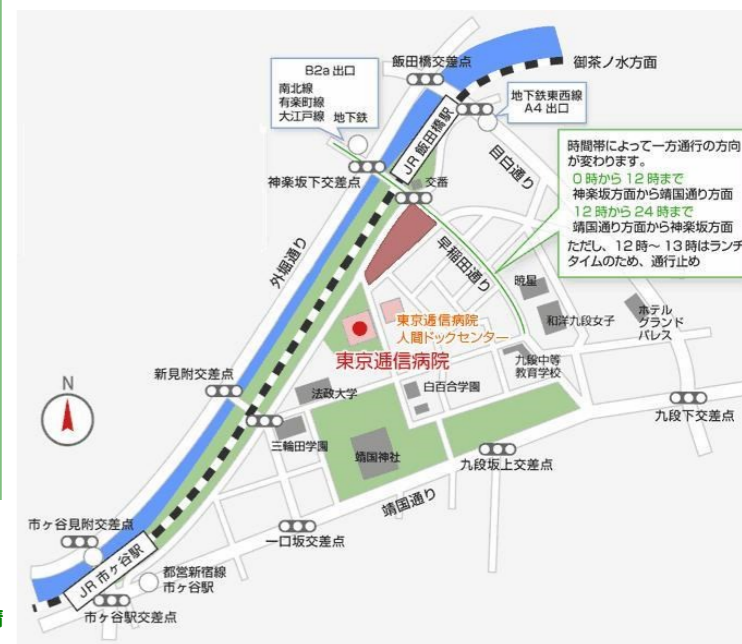 飯田橋交差点
御茶ノ水方面
B2a 出口
南北線
有楽町線
大江戸線 地下鉄
地下鉄東西線
A4 出口
JR 飯田橋駅
目白通り
神楽坂下交差点
交番
時間帯によって一方通行の方向
が変わります。
0時から12時まで
神楽坂方面から靖国通り方面
12時から24時まで
靖国通り方面から神楽坂方面
ただし、12時～13時はランチ
タイムのため、通行止め
外堀通り
早稲田通り
暁星
和洋九段女子
ホテル
グランド
パレス
東京逓信病院
人間ドックセンター
東京逓信病院
九段中等
教育学校
新見附交差点
法政大学
白百合学園
N
九段下交差点
三輪田学園
靖国神社
九段坂上交差点
靖国通り
市ヶ谷見附交差点
一口坂交差点
JR 市ヶ谷駅
都営新宿線
市ヶ谷駅
市ヶ谷駅交差点